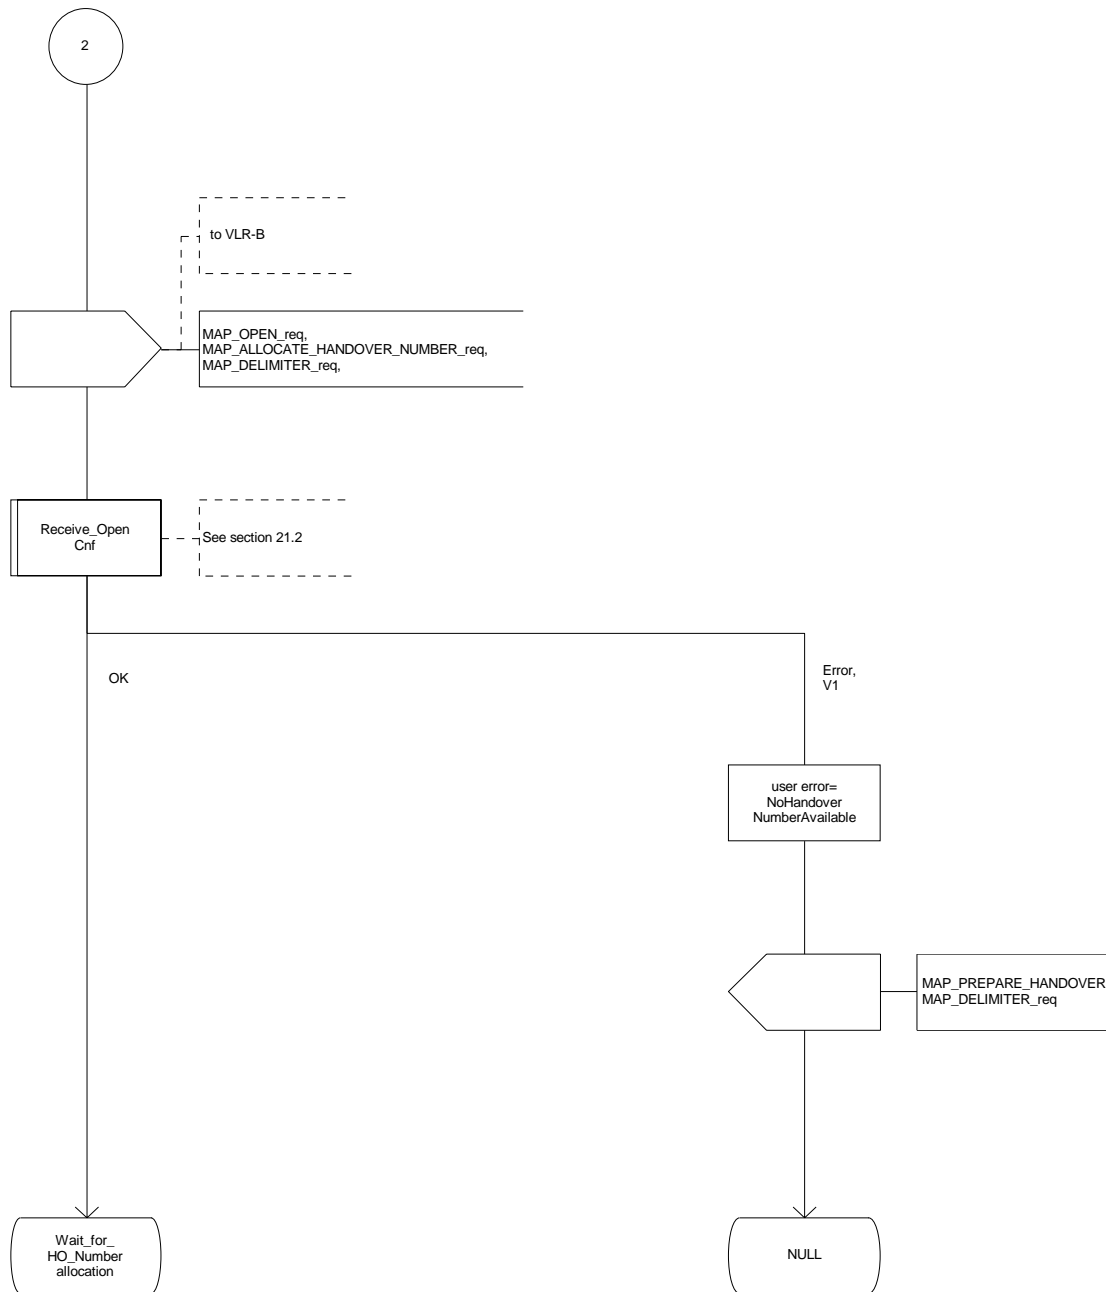 2
to VLR-B
MAP_OPEN_req,
MAP_ALLOCATE_HANDOVER_NUMBER_req,
MAP_DELIMITER_req,
Receive_Open
Cnf
See section 21.2
OK
Error,
V1
user error=
NoHandover
NumberAvailable
MAP_PREPARE_HANDOVER
MAP_DELIMITER_req
Wait_for_
HO_Number
allocation
NULL